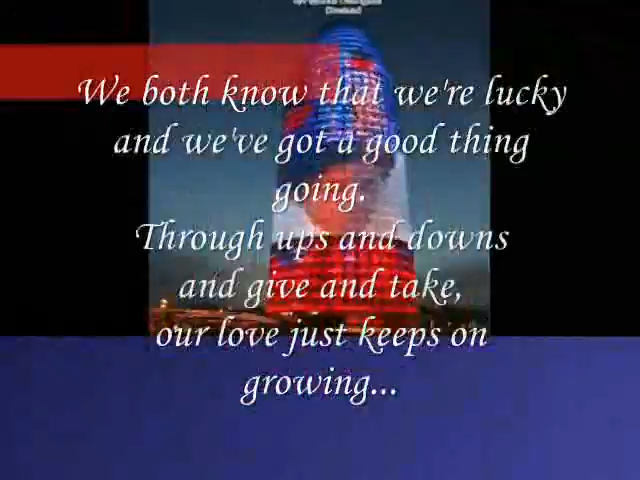 We both know that we're lucky
and we've got a good thing
going.
Through ups and downs
and give and take,
our love just keeps on
growing...